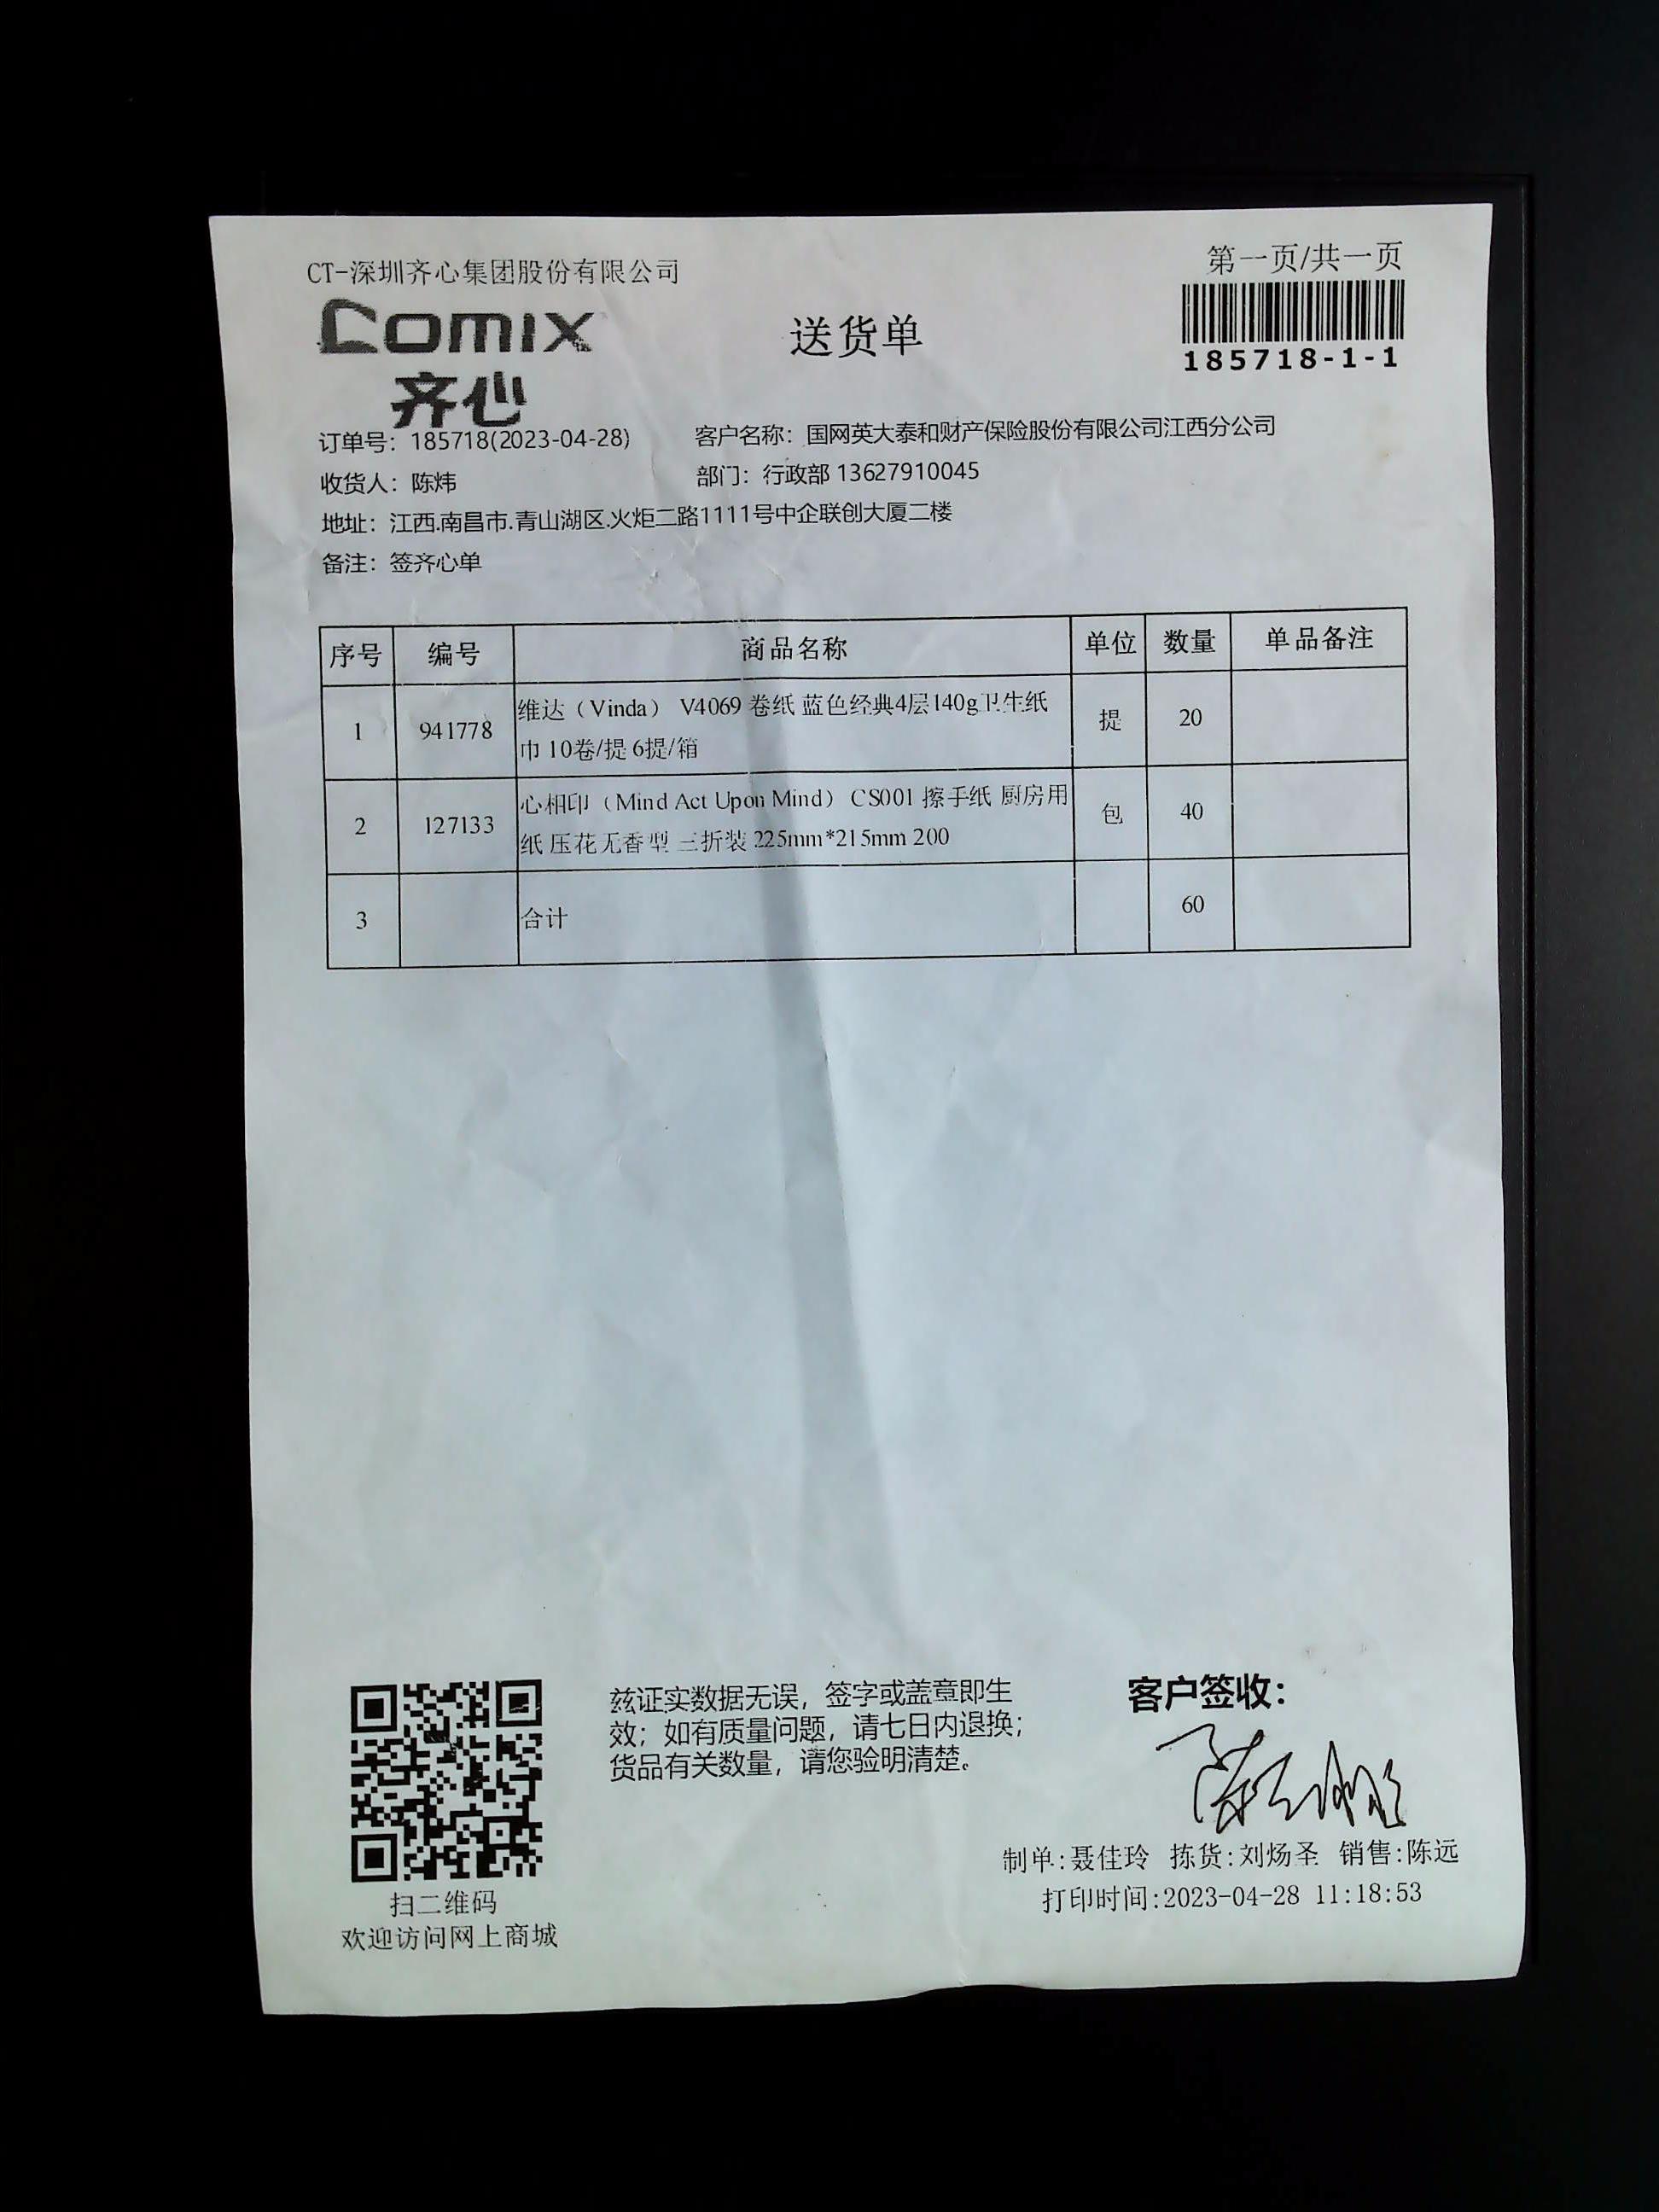 CT-深圳齐心集团股份有限公司
第一页/共一页
comix
齐心
送货单
185718-1-1
订单号：185718(2023-04-28) 客户名称：国网英大泰和财产保险股份有限公司江西分公司
收货人：陈炜 部门：行政部 13627910045
地址：江西.南昌市.青山湖区.火炬二路1111号中企联创大厦二楼
备注：签齐心单
序号 编号 商品名称 单位 数量 单品备注
1 941778 维达（Vinda） V4069 卷纸 蓝色经典4层140g卫生纸
巾 10卷/提 6提/箱 提 20
2 127133 心相印（Mind Act Upon Mind） CS001 擦手纸 厨房用
纸 压花无香型 三折装 225mm*215mm 200 包 40
3 合计 60
兹证实数据无误，签字或盖章即生
效；如有质量问题，请七日内退换；
货品有关数量，请您验明清楚。
客户签收：
扫二维码
欢迎访问网上商城
制单:聂佳玲 拣货:刘炀圣 销售:陈远
打印时间:2023-04-28 11:18:53